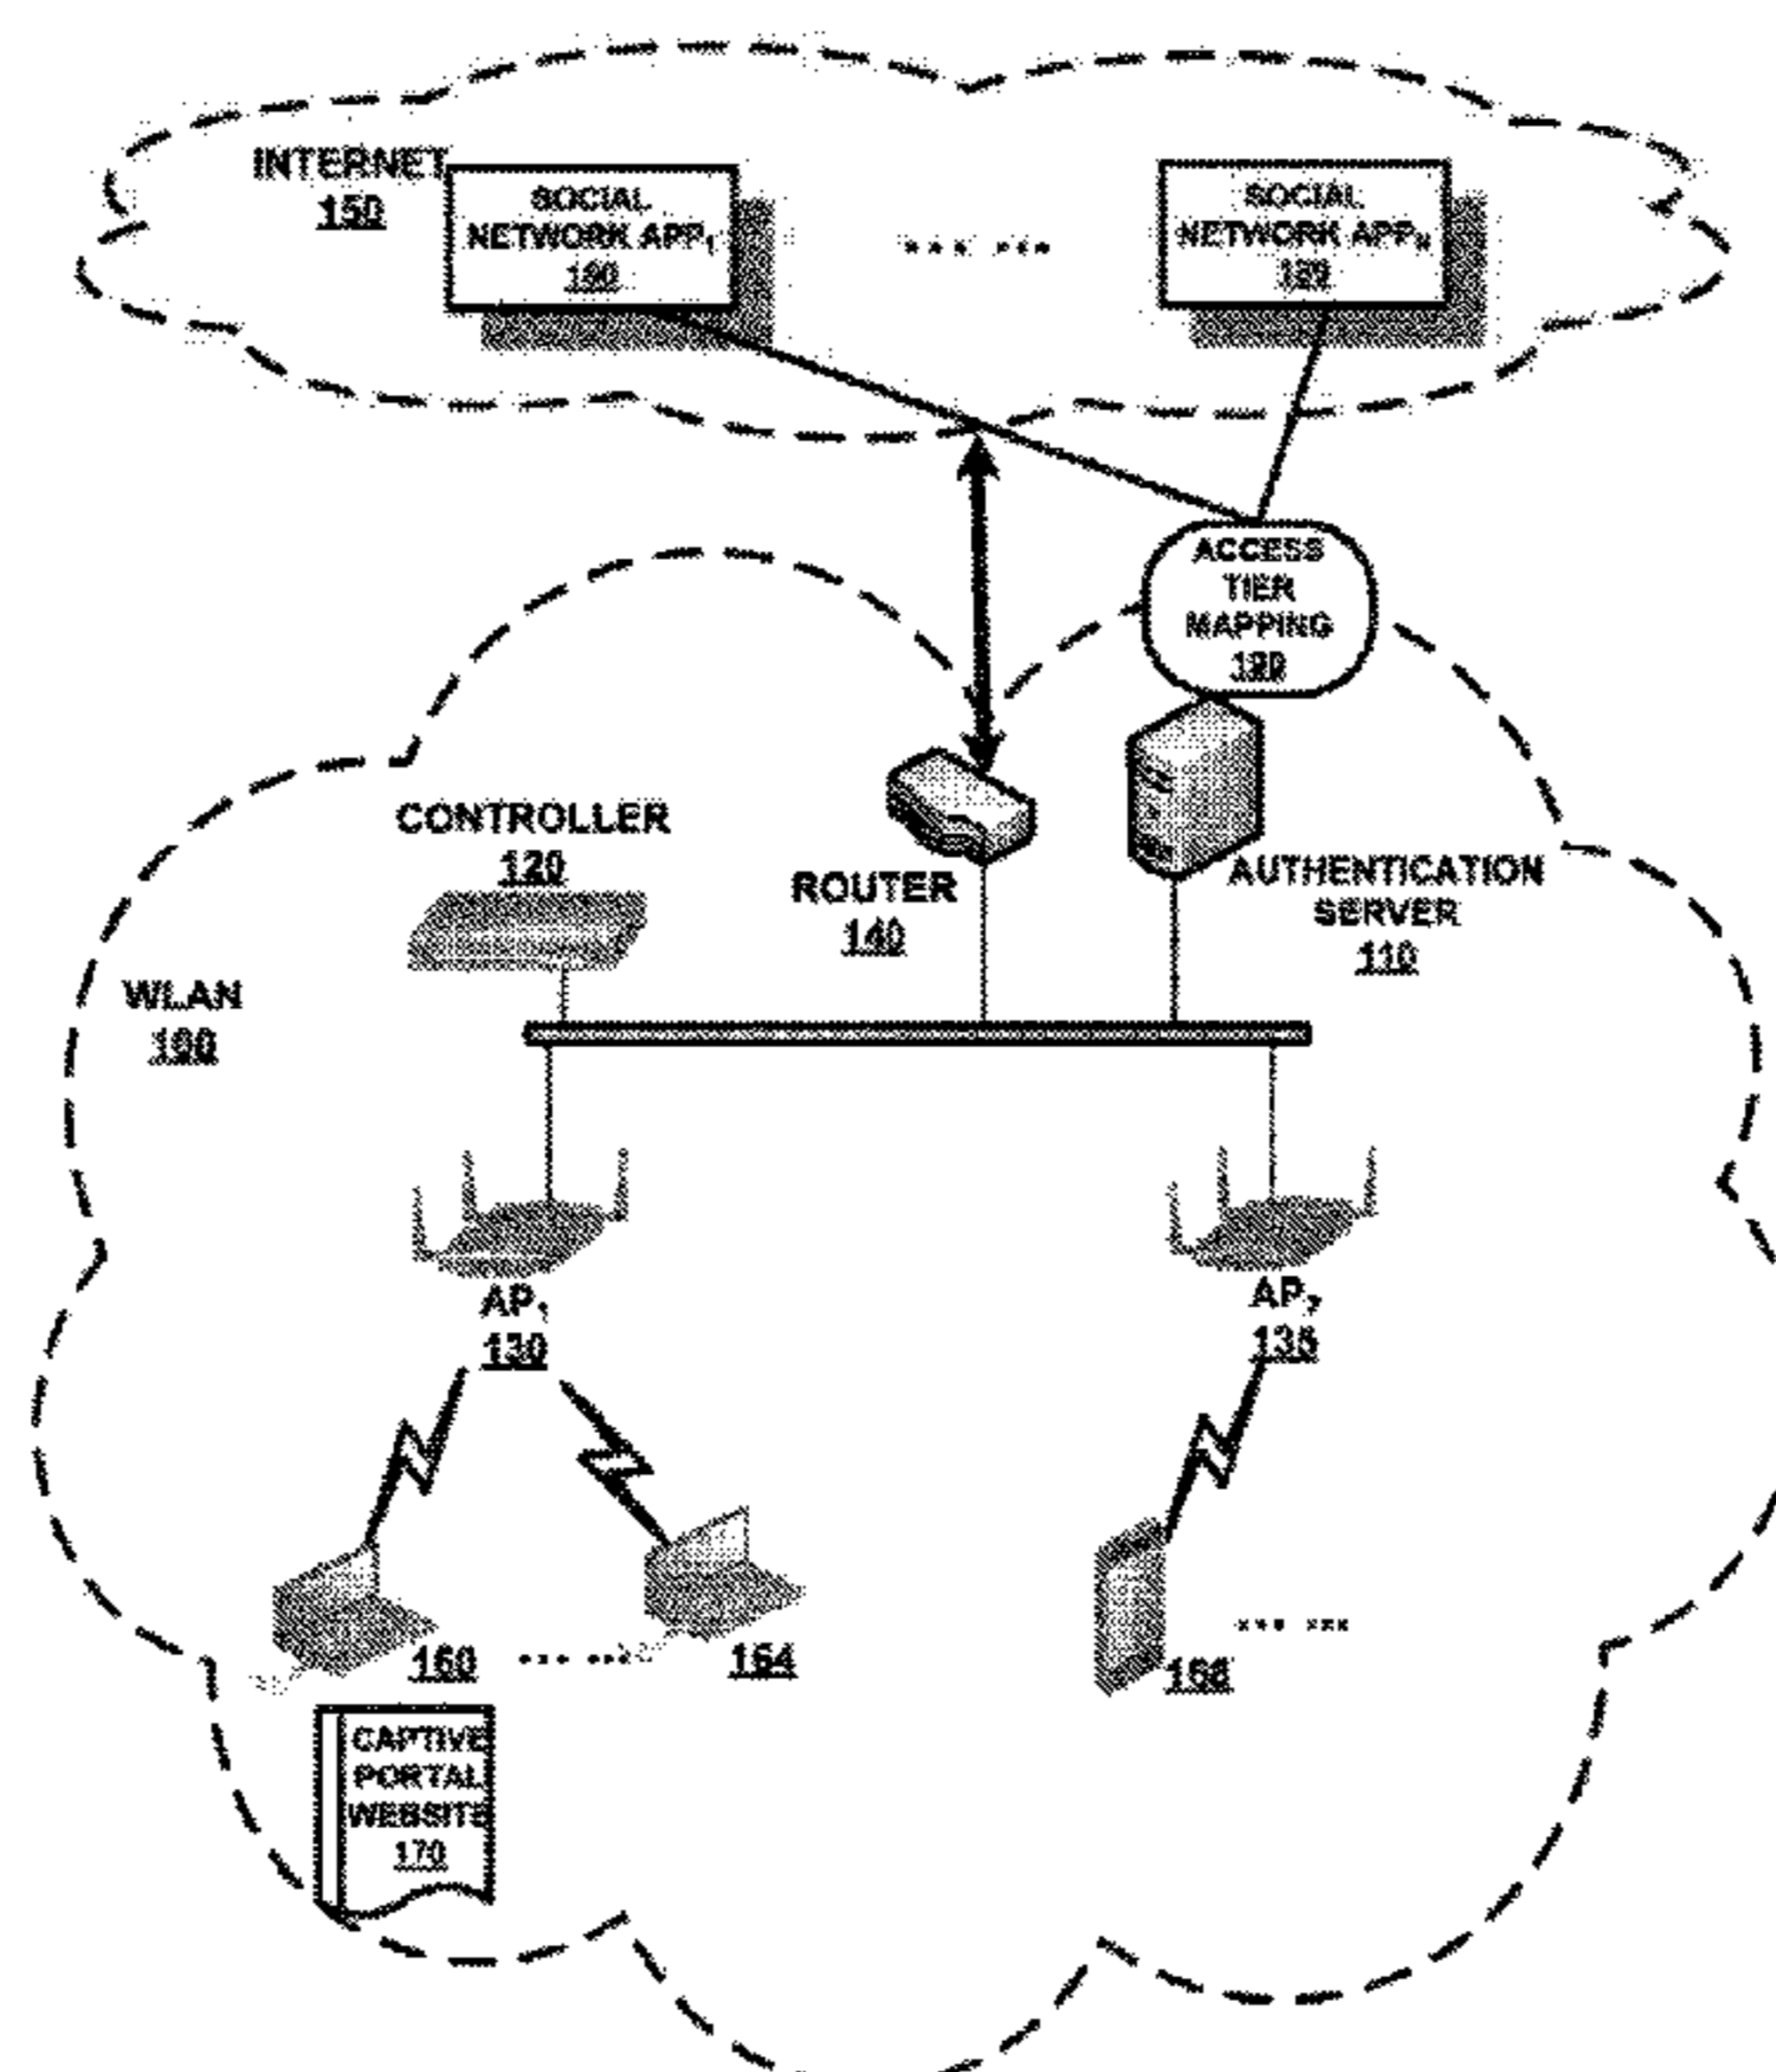 INTERNET
150
SOCIAL
NETWORK APP1
SOCIAL
NETWORK APPN
ACCESS
TIER
MAPPING
CONTROLLER
120
ROUTER
140
AUTHENTICATION
SERVER
110
WLAN
100
AP1
130
AP2
135
160
... ...
164
... ...
CAPTIVE
PORTAL
WEBSITE
170